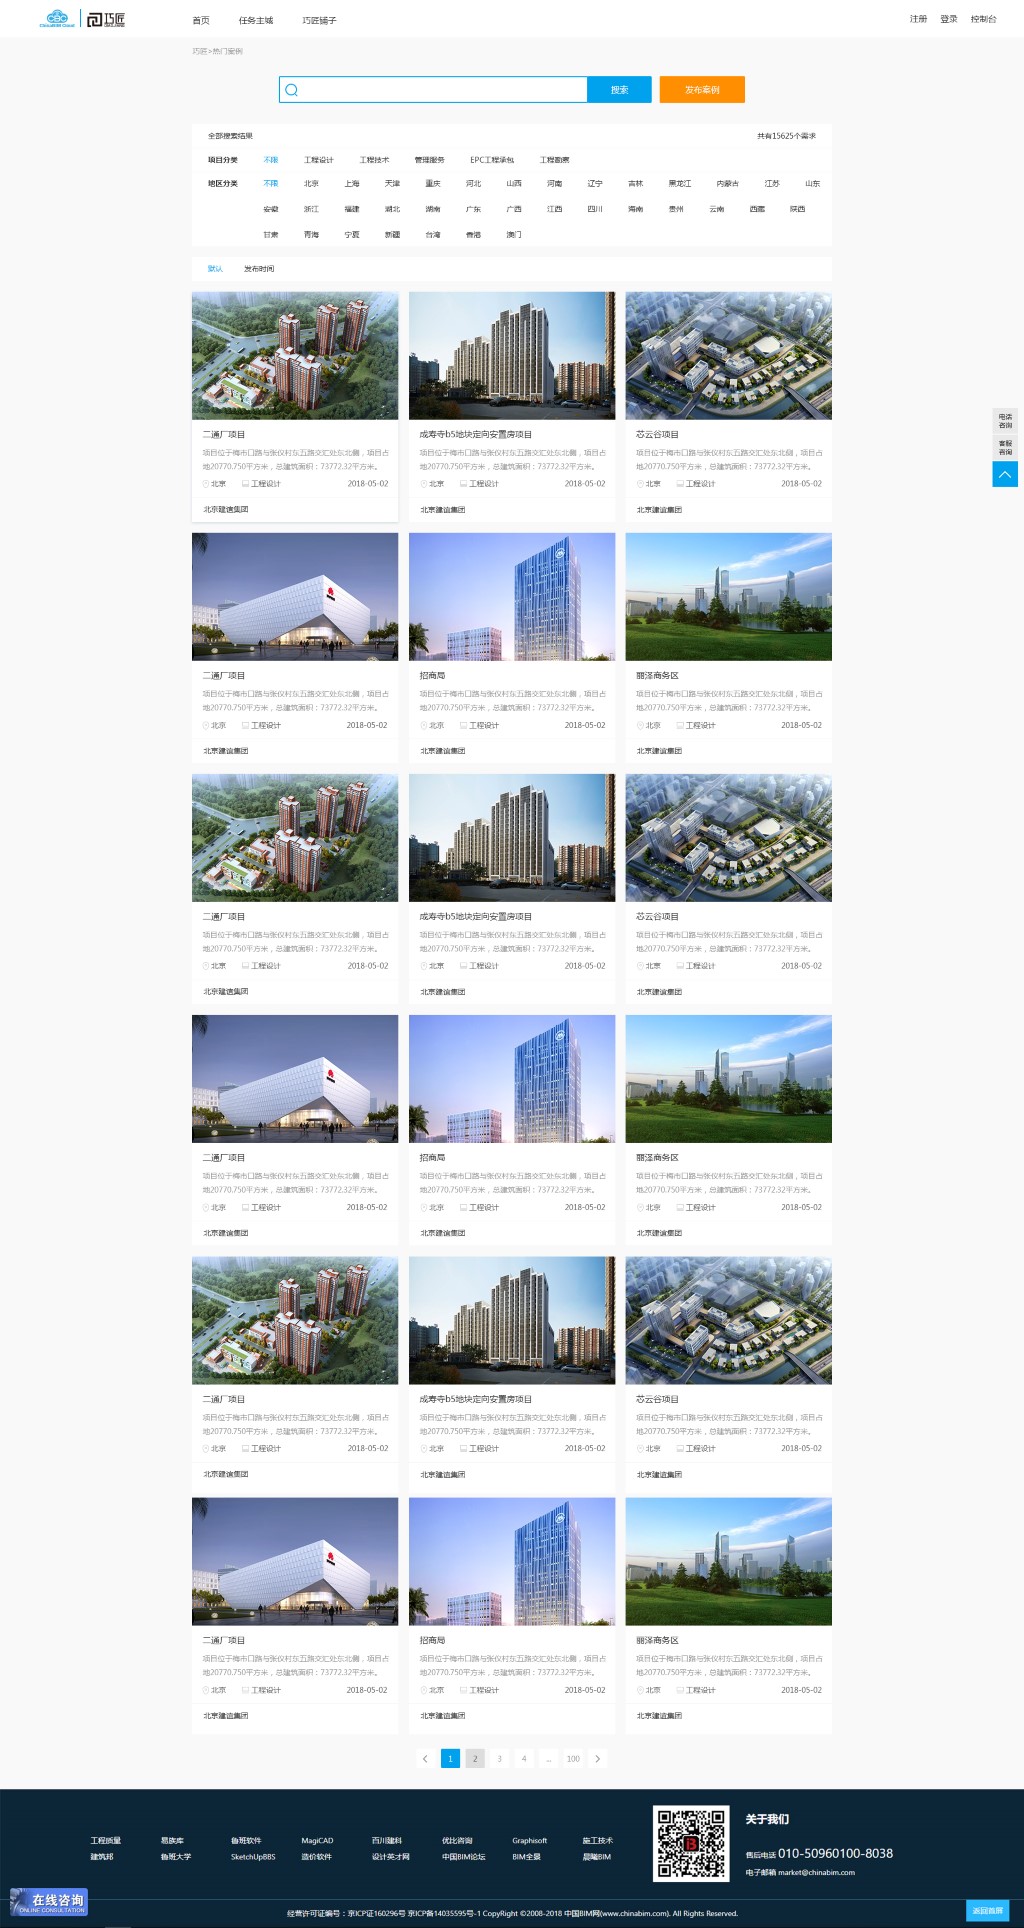 ChinaBIM Cloud 巧匠
首页 任务主城 巧匠铺子
注册 登录 控制台
巧匠>热门案例
搜索 发布案例
全部搜索结果 共有15625个需求
项目分类 不限 工程设计 工程技术 管理服务 EPC工程承包 工程勘察
地区分类 不限 北京 上海 天津 重庆 河北 山西 河南 辽宁 吉林 黑龙江 内蒙古 江苏 山东
安徽 浙江 福建 湖北 湖南 广东 广西 江西 四川 海南 贵州 云南 西藏 陕西
甘肃 青海 宁夏 新疆 台湾 香港 澳门
默认 发布时间
电话
咨询
客服
咨询
二通厂项目 成寿寺b5地块定向安置房项目 芯云谷项目
项目位于梅市口路与张仪村东五路交汇处东北侧，项目占 项目位于梅市口路与张仪村东五路交汇处东北侧，项目占 项目位于梅市口路与张仪村东五路交汇处东北侧，项目占
地20770.750平方米，总建筑面积：73772.32平方米。 地20770.750平方米，总建筑面积：73772.32平方米。 地20770.750平方米，总建筑面积：73772.32平方米。
北京 工程设计 2018-05-02 北京 工程设计 2018-05-02 北京 工程设计 2018-05-02
北京建谊集团 北京建谊集团 北京建谊集团
二通厂项目 招商局 丽泽商务区
项目位于梅市口路与张仪村东五路交汇处东北侧，项目占 项目位于梅市口路与张仪村东五路交汇处东北侧，项目占 项目位于梅市口路与张仪村东五路交汇处东北侧，项目占
地20770.750平方米，总建筑面积：73772.32平方米。 地20770.750平方米，总建筑面积：73772.32平方米。 地20770.750平方米，总建筑面积：73772.32平方米。
北京 工程设计 2018-05-02 北京 工程设计 2018-05-02 北京 工程设计 2018-05-02
北京建谊集团 北京建谊集团 北京建谊集团
二通厂项目 成寿寺b5地块定向安置房项目 芯云谷项目
项目位于梅市口路与张仪村东五路交汇处东北侧，项目占 项目位于梅市口路与张仪村东五路交汇处东北侧，项目占 项目位于梅市口路与张仪村东五路交汇处东北侧，项目占
地20770.750平方米，总建筑面积：73772.32平方米。 地20770.750平方米，总建筑面积：73772.32平方米。 地20770.750平方米，总建筑面积：73772.32平方米。
北京 工程设计 2018-05-02 北京 工程设计 2018-05-02 北京 工程设计 2018-05-02
北京建谊集团 北京建谊集团 北京建谊集团
二通厂项目 招商局 丽泽商务区
项目位于梅市口路与张仪村东五路交汇处东北侧，项目占 项目位于梅市口路与张仪村东五路交汇处东北侧，项目占 项目位于梅市口路与张仪村东五路交汇处东北侧，项目占
地20770.750平方米，总建筑面积：73772.32平方米。 地20770.750平方米，总建筑面积：73772.32平方米。 地20770.750平方米，总建筑面积：73772.32平方米。
北京 工程设计 2018-05-02 北京 工程设计 2018-05-02 北京 工程设计 2018-05-02
北京建谊集团 北京建谊集团 北京建谊集团
二通厂项目 成寿寺b5地块定向安置房项目 芯云谷项目
项目位于梅市口路与张仪村东五路交汇处东北侧，项目占 项目位于梅市口路与张仪村东五路交汇处东北侧，项目占 项目位于梅市口路与张仪村东五路交汇处东北侧，项目占
地20770.750平方米，总建筑面积：73772.32平方米。 地20770.750平方米，总建筑面积：73772.32平方米。 地20770.750平方米，总建筑面积：73772.32平方米。
北京 工程设计 2018-05-02 北京 工程设计 2018-05-02 北京 工程设计 2018-05-02
北京建谊集团 北京建谊集团 北京建谊集团
二通厂项目 招商局 丽泽商务区
项目位于梅市口路与张仪村东五路交汇处东北侧，项目占 项目位于梅市口路与张仪村东五路交汇处东北侧，项目占 项目位于梅市口路与张仪村东五路交汇处东北侧，项目占
地20770.750平方米，总建筑面积：73772.32平方米。 地20770.750平方米，总建筑面积：73772.32平方米。 地20770.750平方米，总建筑面积：73772.32平方米。
北京 工程设计 2018-05-02 北京 工程设计 2018-05-02 北京 工程设计 2018-05-02
北京建谊集团 北京建谊集团 北京建谊集团
1 2 3 4 ... 100
关于我们
工程质量 易族库 鲁班软件 MagiCAD 百川建科 优比咨询 Graphisoft 施工技术
建筑邦 鲁班大学 SketchUpBBS 造价软件 设计英才网 中国BIM论坛 BIM全景 晨曦BIM
售后电话 010-50960100-8038
电子邮箱 market@chinabim.com
在线咨询
ONLINE CONSULTATION
经营许可证编号：京ICP证160296号 京ICP备14035595号-1 CopyRight ©2008-2018 中国BIM网(www.chinabim.com). All Rights Reserved.
返回首屏